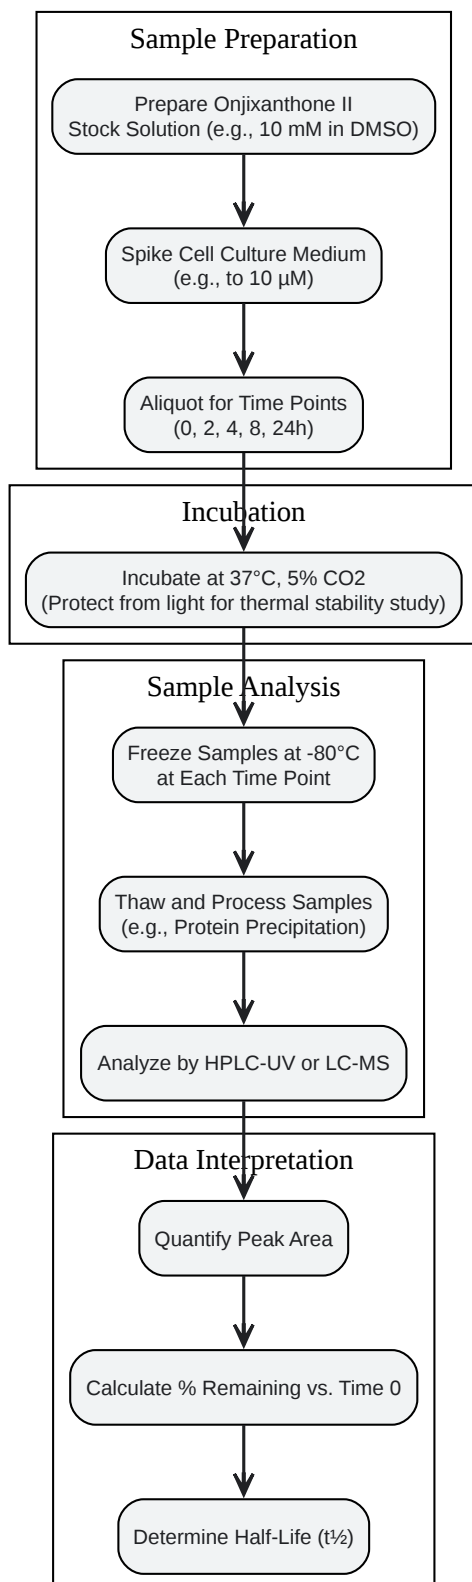 Sample Preparation
Prepare Onjixanthone II
Stock Solution (e.g., 10 mM in DMSO)
Spike Cell Culture Medium
(e.g., to 10 µM)
Aliquot for Time Points
(0, 2, 4, 8, 24h)
Incubation
Incubate at 37°C, 5% CO2
(Protect from light for thermal stability study)
Sample Analysis
Freeze Samples at -80°C
at Each Time Point
Thaw and Process Samples
(e.g., Protein Precipitation)
Analyze by HPLC-UV or LC-MS
Data Interpretation
Quantify Peak Area
Calculate % Remaining vs. Time 0
Determine Half-Life (t½)